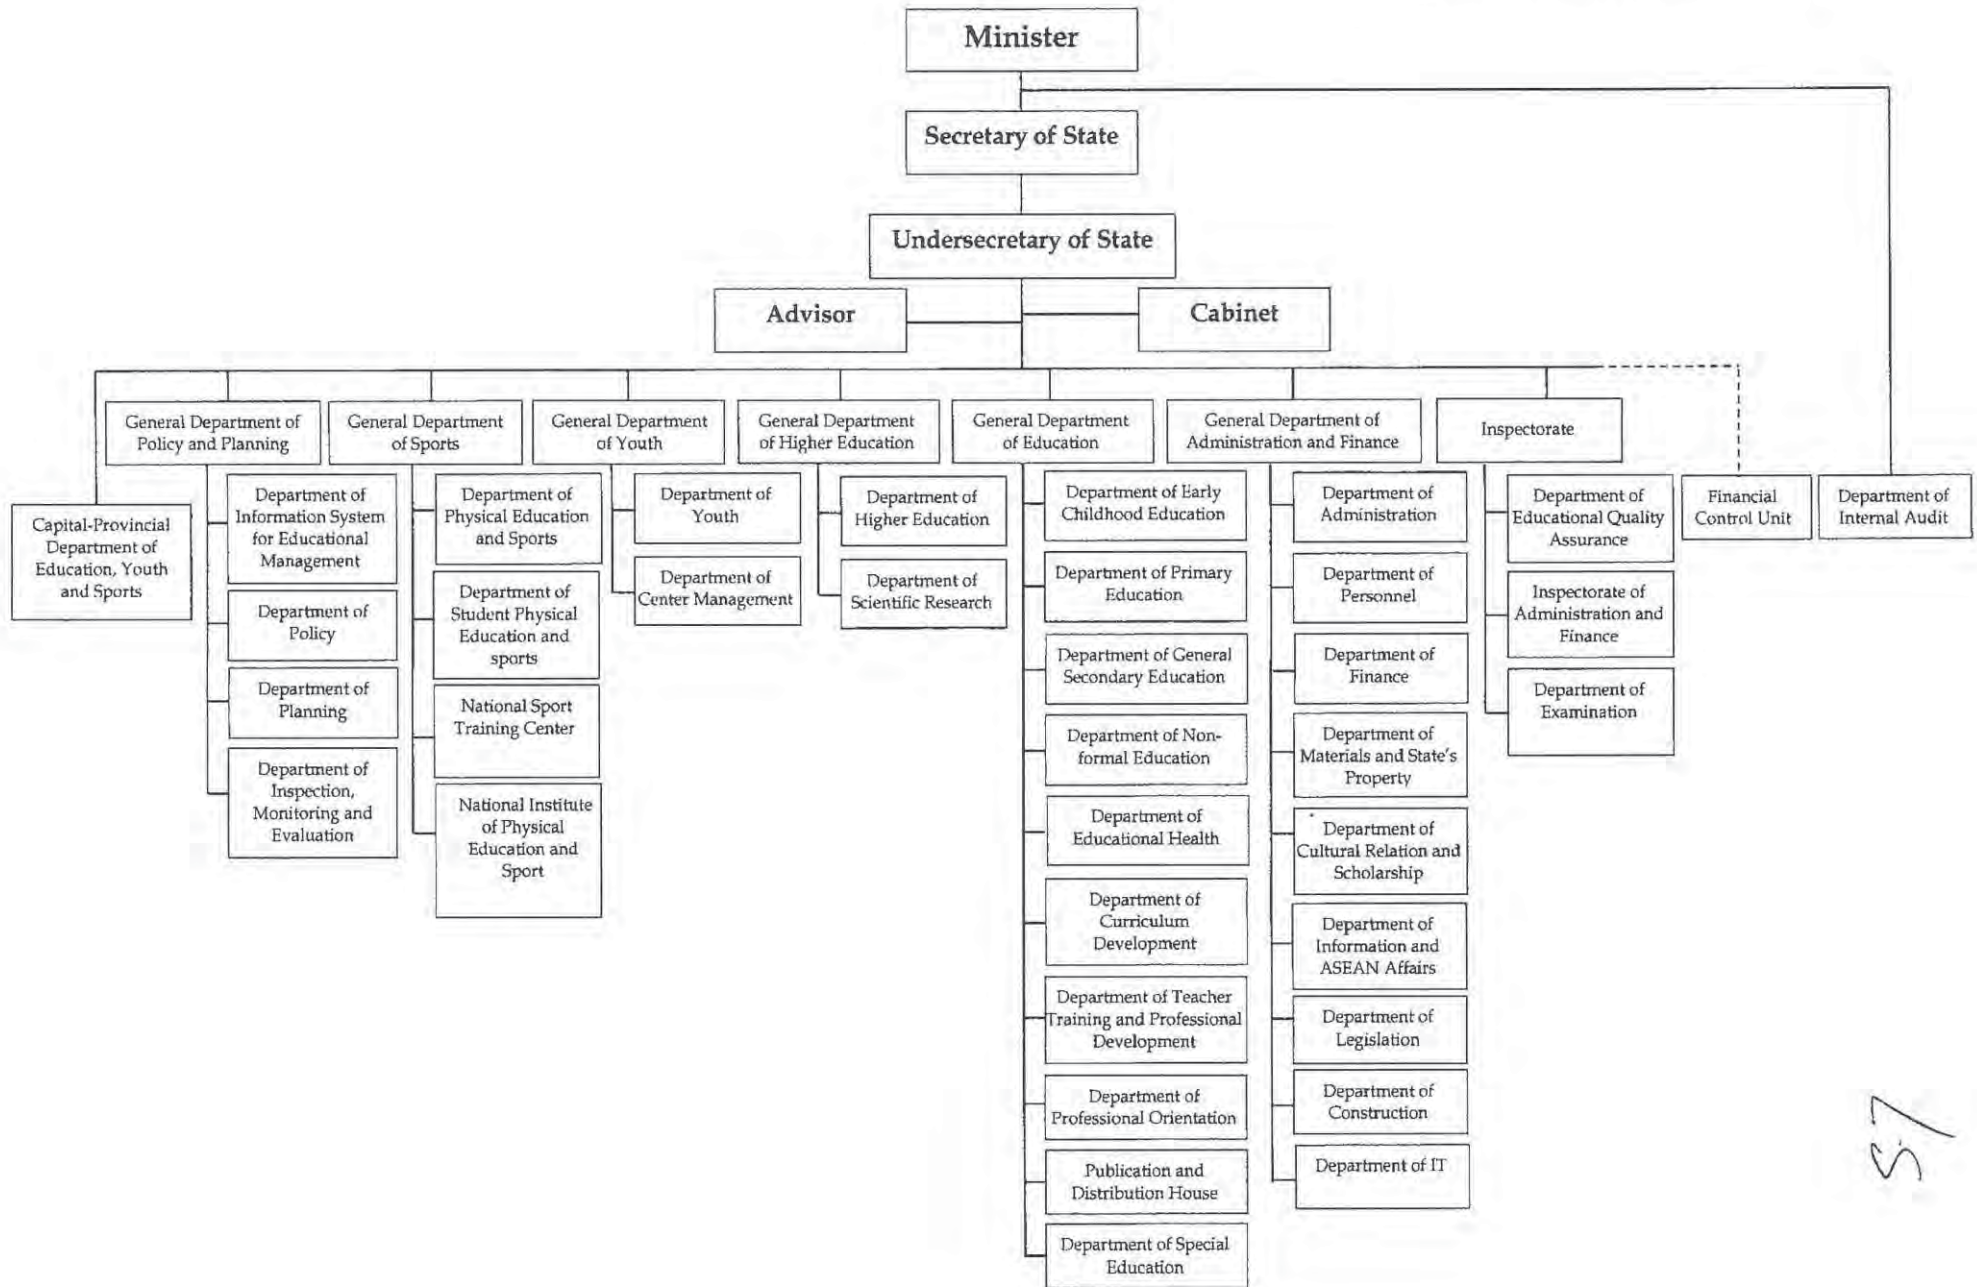 Minister
Secretary of State
Undersecretary of State
Advisor
Cabinet
General Department of
Policy and Planning
General Department
of Sports
General Department
of Youth
General Department
of Higher Education
General Department
of Education
General Department of
Administration and Finance
Inspectorate
Capital-Provincial
Department of
Education, Youth
and Sports
Department of
Information System
for Educational
Management
Department of
Policy
Department of
Planning
Department of
Inspection,
Monitoring and
Evaluation
Department of
Physical Education
and Sports
Department of
Student Physical
Education and
sports
National Sport
Training Center
National Institute
of Physical
Education and
Sport
Department of
Youth
Department of
Center Management
Department of
Higher Education
Department of
Scientific Research
Department of Early
Childhood Education
Department of Primary
Education
Department of General
Secondary Education
Department of Non-
formal Education
Department of
Educational Health
Department of
Curriculum
Development
Department of Teacher
Training and Professional
Development
Department of
Professional Orientation
Publication and
Distribution House
Department of Special
Education
Department of
Administration
Department of
Personnel
Department of
Finance
Department of
Materials and State's
Property
Department of
Cultural Relation and
Scholarship
Department of
Information and
ASEAN Affairs
Department of
Legislation
Department of
Construction
Department of IT
Department of
Educational Quality
Assurance
Inspectorate of
Administration and
Finance
Department of
Examination
Financial
Control Unit
Department of
Internal Audit
57